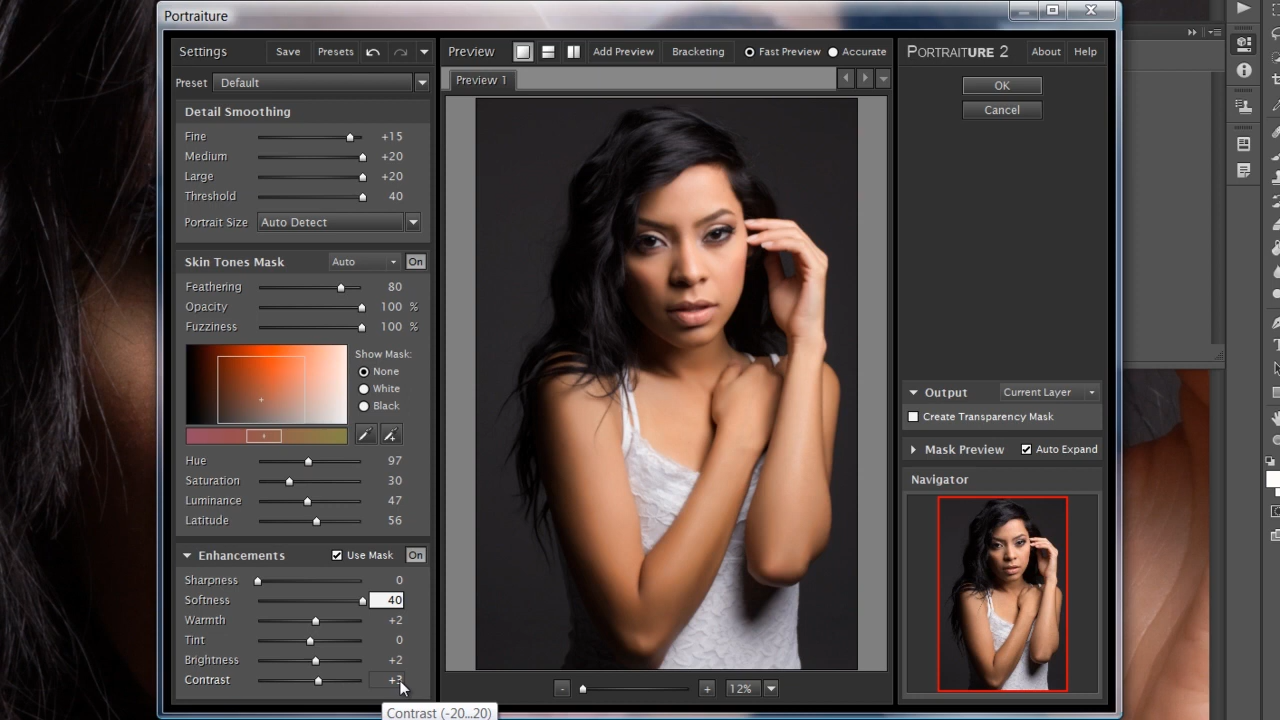 Portraiture
Settings Save Presets
Preset Default
Detail Smoothing
Fine +15
Medium +20
Large +20
Threshold 40
Portrait Size Auto Detect
Skin Tones Mask Auto On
Feathering 80
Opacity 100 %
Fuzziness 100 %
Show Mask:
None
White
Black
Hue 97
Saturation 30
Luminance 47
Latitude 56
Enhancements Use Mask On
Sharpness 0
Softness 40
Warmth +2
Tint 0
Brightness +2
Contrast +3
Contrast (-20...20)
Preview Add Preview Bracketing Fast Preview Accurate
Preview 1
- + 12%
PORTRAITURE 2 About Help
OK
Cancel
Output Current Layer
Create Transparency Mask
Mask Preview Auto Expand
Navigator